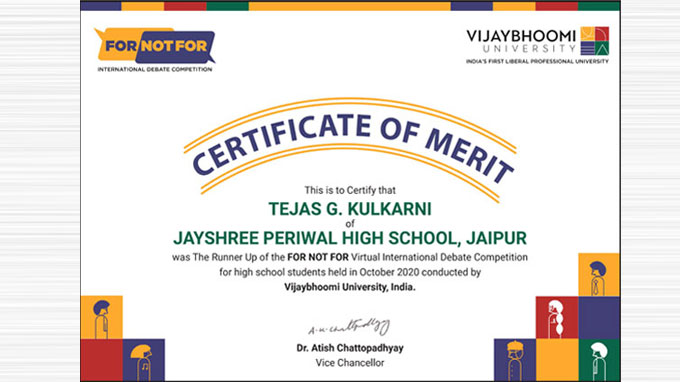 FOR NOT FOR
INTERNATIONAL DEBATE COMPETITION
VIJAYBHOOMI
UNIVERSITY
INDIA'S FIRST LIBERAL PROFESSIONAL UNIVERSITY
CERTIFICATE OF MERIT
This is to Certify that
TEJAS G. KULKARNI
of
JAYSHREE PERIWAL HIGH SCHOOL, JAIPUR
was The Runner Up of the FOR NOT FOR Virtual International Debate Competition
for high school students held in October 2020 conducted by
Vijaybhoomi University, India.
A.K.Chattopadhyay
Dr. Atish Chattopadhyay
Vice Chancellor